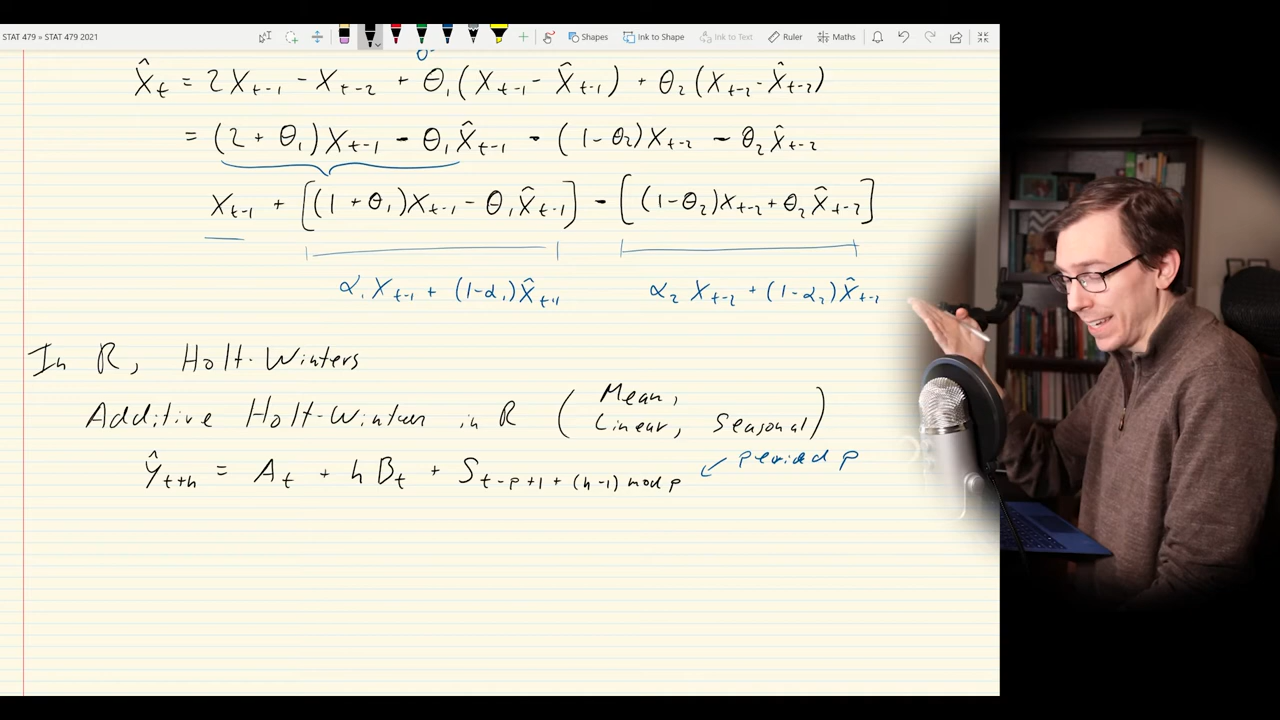 STAT 479 » STAT 479 2021
Shapes Ink to Shape Ink to Text Ruler Maths
X̂ₜ = 2Xₜ₋₁ - Xₜ₋₂ + θ₁(Xₜ₋₁ - X̂ₜ₋₁) + θ₂(Xₜ₋₂ - X̂ₜ₋₂)
= (2 + θ₁)Xₜ₋₁ - θ₁X̂ₜ₋₁ - (1-θ₂)Xₜ₋₂ - θ₂X̂ₜ₋₂
Xₜ₋₁ + [(1 + θ₁)Xₜ₋₁ - θ₁X̂ₜ₋₁] - [(1-θ₂)Xₜ₋₂ + θ₂X̂ₜ₋₂]
α₁Xₜ₋₁ + (1-α₁)X̂ₜ₋₁ α₂Xₜ₋₂ + (1-α₂)X̂ₜ₋₂
In R, Holt-Winters
Additive Holt-Winters in R (Mean,
Linear, Seasonal)
Ŷₜ₊ₕ = Aₜ + hBₜ + S_{t-p+1+(h-1) mod p} ↙ period p